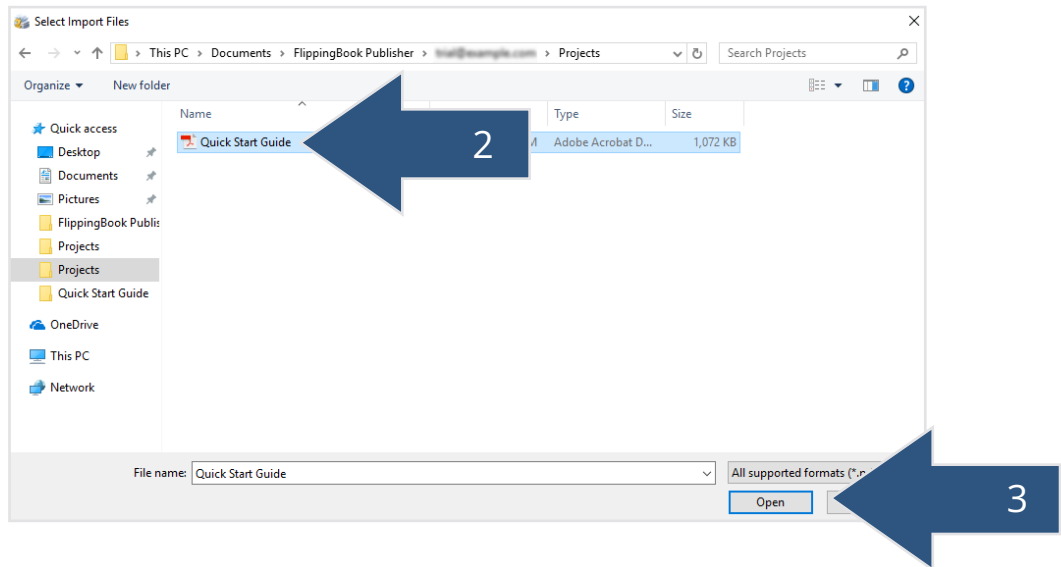 Select Import Files
This PC > Documents > FlippingBook Publisher > > Projects
Search Projects
Organize New folder
Name Type Size
Quick Start Guide M Adobe Acrobat D... 1,072 KB
2
Quick access
Desktop
Documents
Pictures
FlippingBook Publis
Projects
Projects
Quick Start Guide
OneDrive
This PC
Network
File name: Quick Start Guide All supported formats (*.p
Open
3